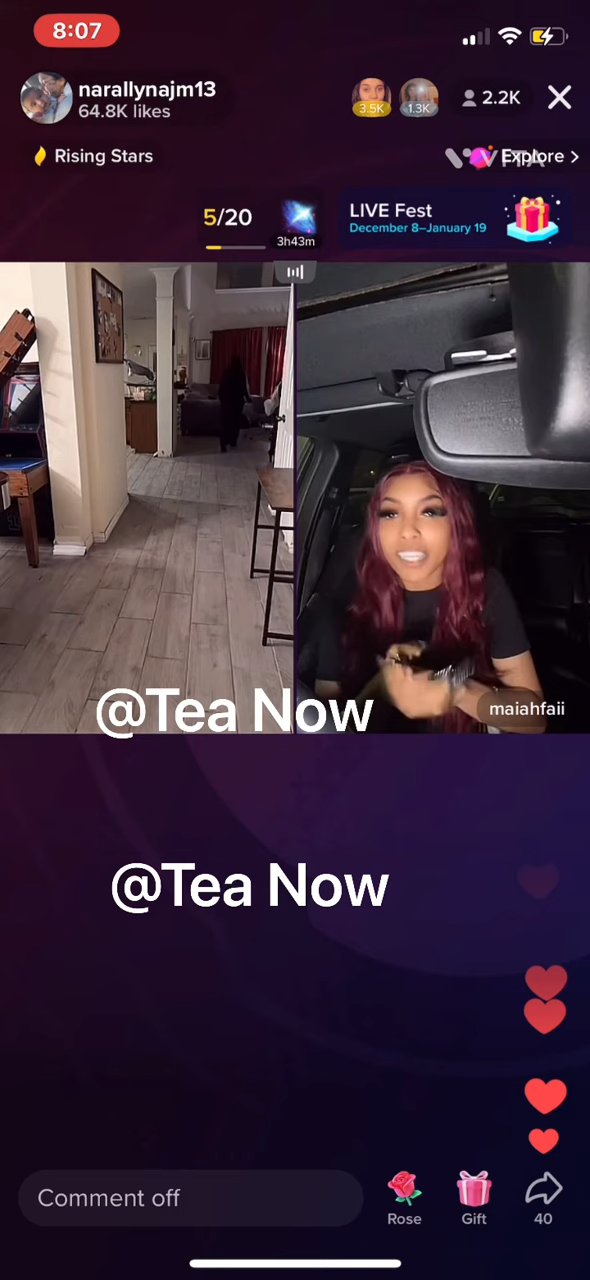 8:07
narallynajm13
64.8K likes
3.5K
1.3K
2.2K
Rising Stars
VITA
Explore >
5/20
3h43m
LIVE Fest
December 8–January 19
maiahfaii
@Tea Now
@Tea Now
Comment off
Rose
Gift
40